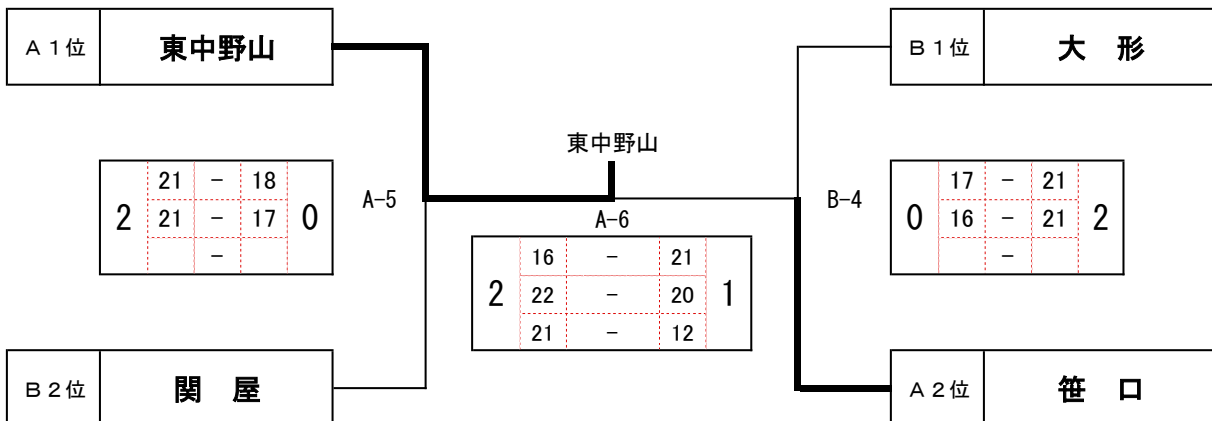 A1位 東中野山
B1位 大 形
東中野山
21 - 18
2 21 - 17 0
-
A-5
B-4
17 - 21
0 16 - 21 2
-
A-6
16 - 21
2 22 - 20 1
21 - 12
B2位 関 屋
A2位 笹 口